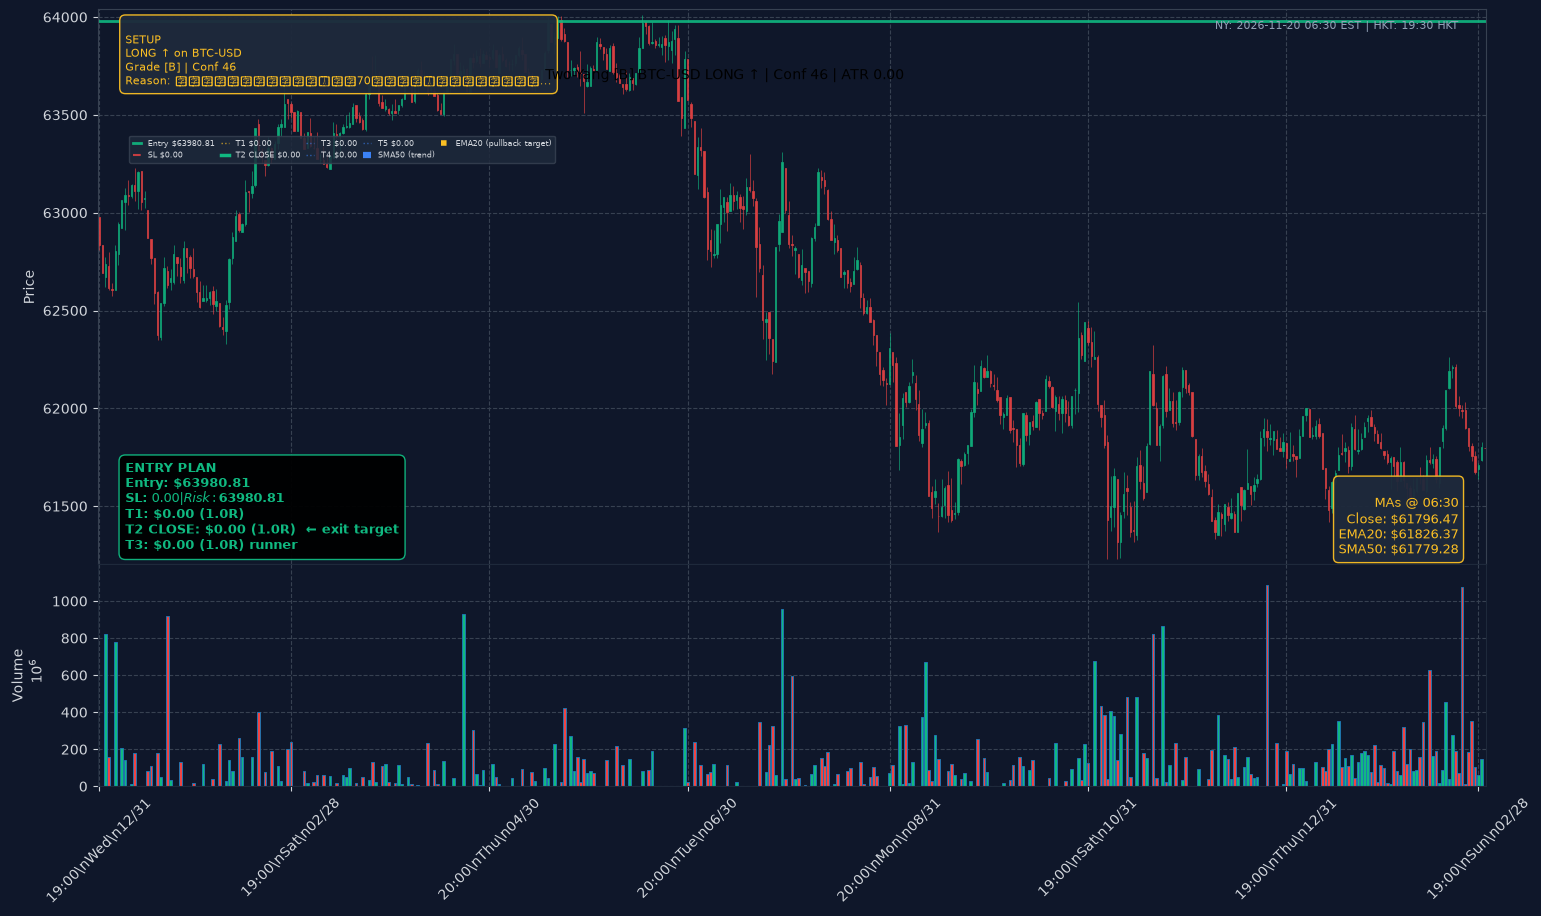 64000
63500
63000
62500
62000
61500
Price
NY: 2026-11-20 06:30 EST | HKT: 19:30 HKT
SETUP
LONG ↑ on BTC-USD
Grade [B] | Conf 46
Reason: 70 ...
BTC-USD LONG ↑ | Conf 46 | ATR 0.00
Entry $63980.81
SL $0.00
T1 $0.00
T2 CLOSE $0.00
T3 $0.00
T4 $0.00
T5 $0.00
SMA50 (trend)
EMA20 (pullback target)
ENTRY PLAN
Entry: $63980.81
SL: 0.00|Risk: 63980.81
T1: $0.00 (1.0R)
T2 CLOSE: $0.00 (1.0R) ← exit target
T3: $0.00 (1.0R) runner
MAs @ 06:30
Close: $61796.47
EMA20: $61826.37
SMA50: $61779.28
1000
800
600
400
200
0
Volume
10⁶
19:00\nWed\n12/31
19:00\nSat\n02/28
20:00\nThu\n04/30
20:00\nTue\n06/30
20:00\nMon\n08/31
19:00\nSat\n10/31
19:00\nThu\n12/31
19:00\nSun\n02/28